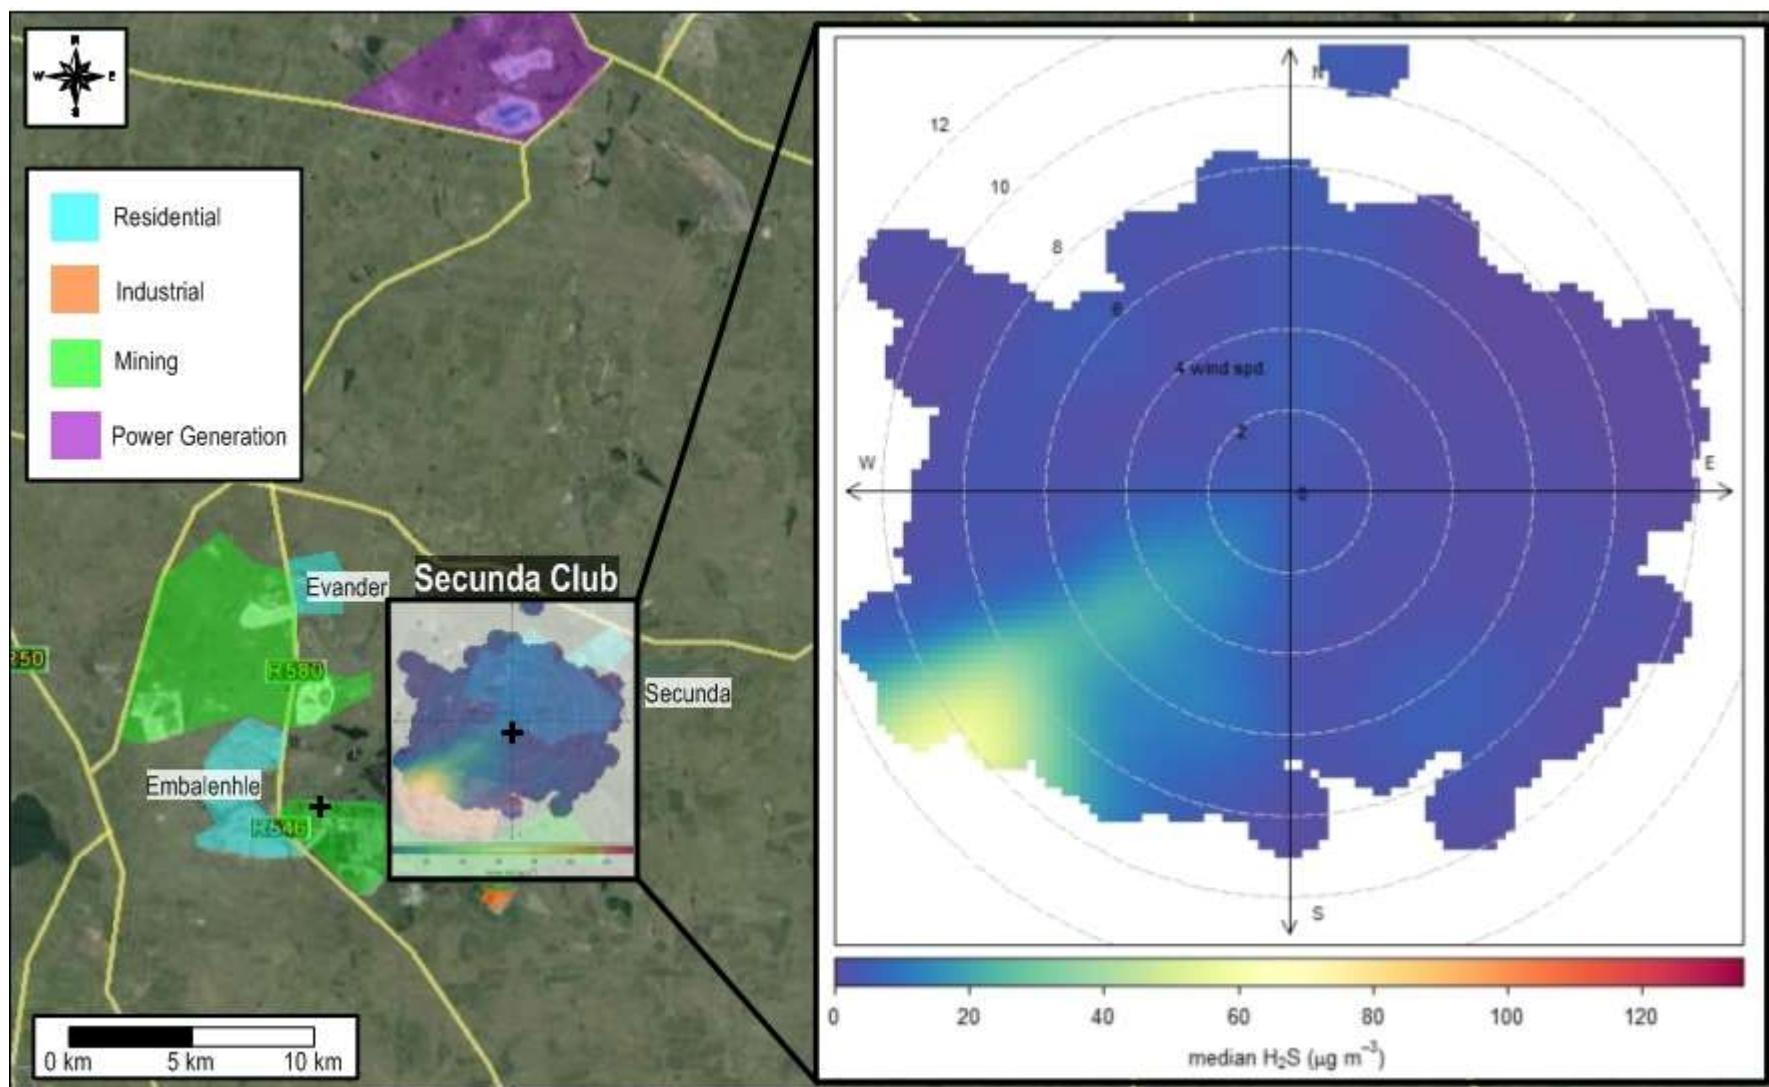 N
W E
S
Residential
Industrial
Mining
Power Generation
R50
Evander
Secunda Club
R580
Secunda
Embalenhle
R546
0 km 5 km 10 km
N
12
10
8
6
4 wind spd
2
0
W
E
S
0 20 40 60 80 100 120
median H₂S (µg m⁻³)